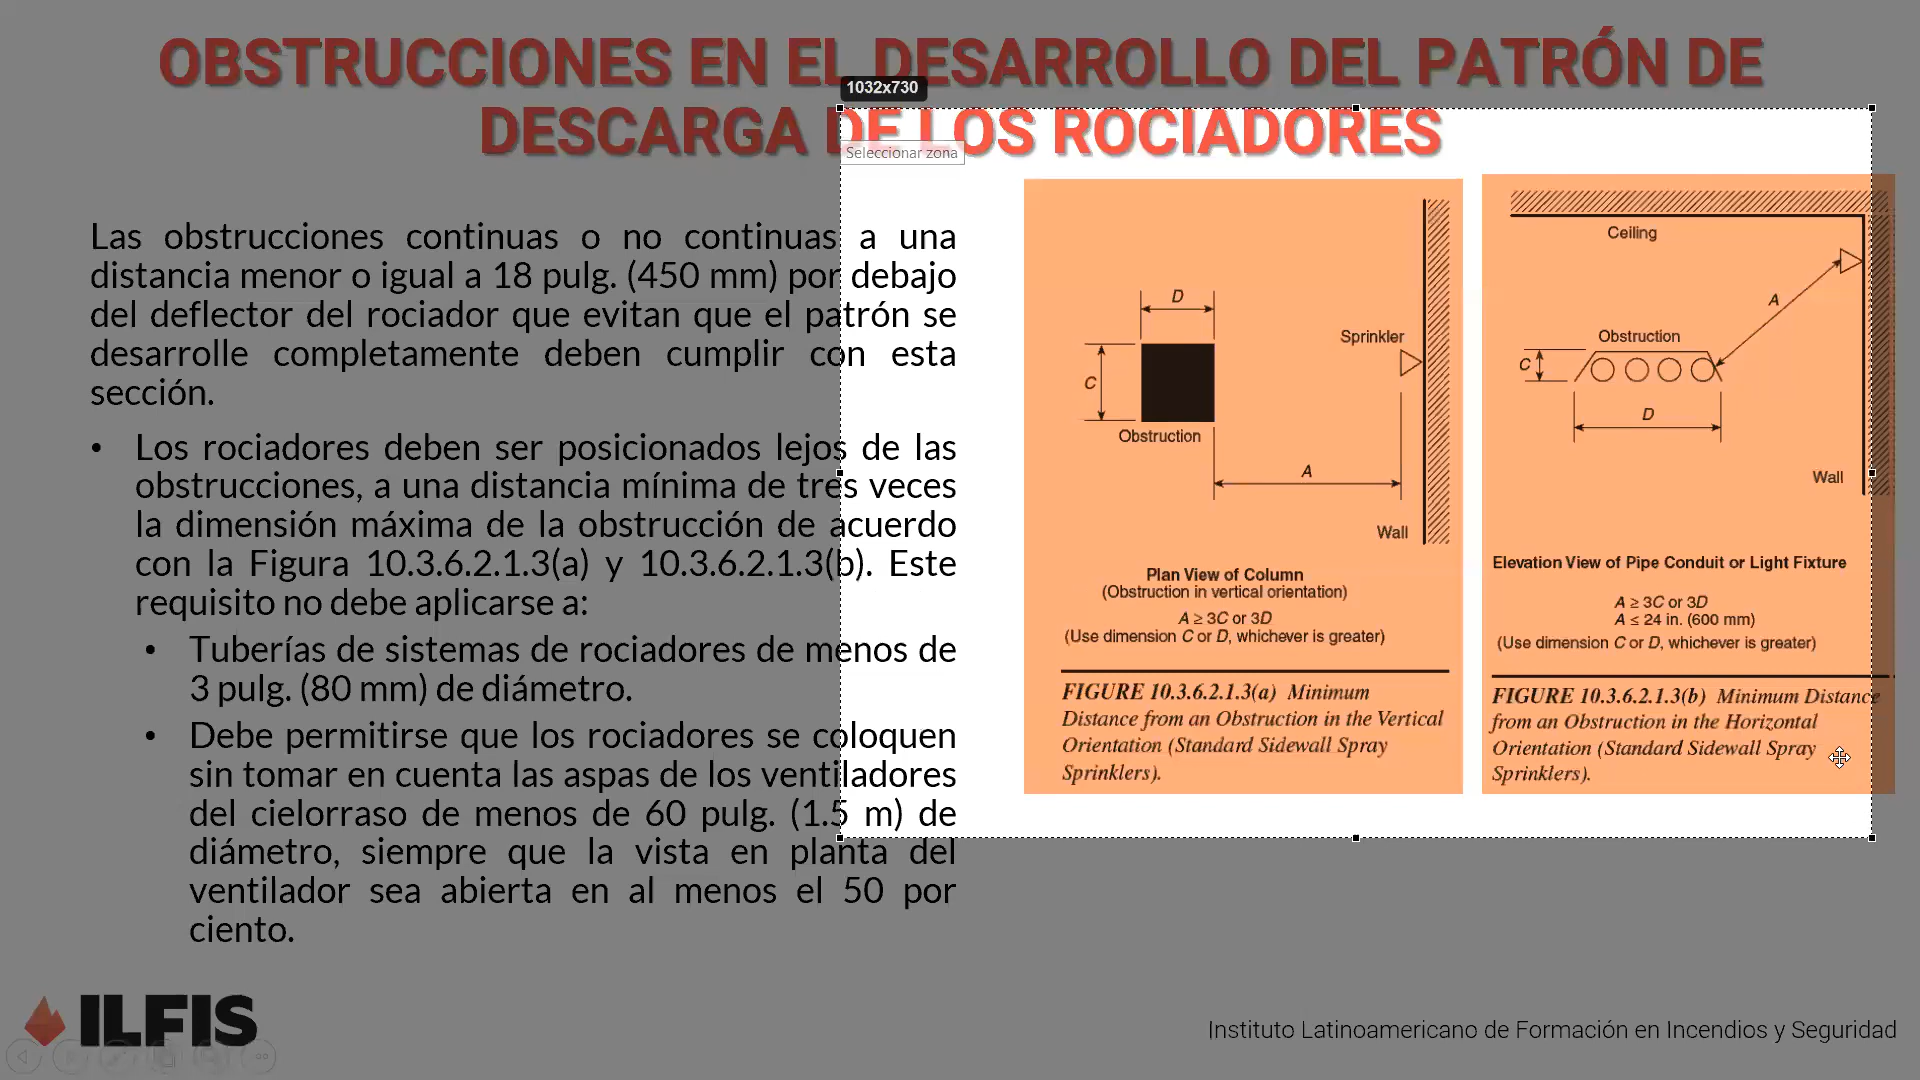 OBSTRUCCIONES EN EL DESARROLLO DEL PATRÓN DE
DESCARGA DE LOS ROCIADORES
1032x730
Seleccionar zona
Las obstrucciones continuas o no continuas a una
distancia menor o igual a 18 pulg. (450 mm) por debajo
del deflector del rociador que evitan que el patrón se
desarrolle completamente deben cumplir con esta
sección.
• Los rociadores deben ser posicionados lejos de las
obstrucciones, a una distancia mínima de tres veces
la dimensión máxima de la obstrucción de acuerdo
con la Figura 10.3.6.2.1.3(a) y 10.3.6.2.1.3(b). Este
requisito no debe aplicarse a:
• Tuberías de sistemas de rociadores de menos de
3 pulg. (80 mm) de diámetro.
• Debe permitirse que los rociadores se coloquen
sin tomar en cuenta las aspas de los ventiladores
del cielorraso de menos de 60 pulg. (1.5 m) de
diámetro, siempre que la vista en planta del
ventilador sea abierta en al menos el 50 por
ciento.
D
Sprinkler
C
Obstruction
A
Wall
Plan View of Column
(Obstruction in vertical orientation)
A ≥ 3C or 3D
(Use dimension C or D, whichever is greater)
FIGURE 10.3.6.2.1.3(a) Minimum
Distance from an Obstruction in the Vertical
Orientation (Standard Sidewall Spray
Sprinklers).
Ceiling
A
Obstruction
C
D
Wall
Elevation View of Pipe Conduit or Light Fixture
A ≥ 3C or 3D
A ≤ 24 in. (600 mm)
(Use dimension C or D, whichever is greater)
FIGURE 10.3.6.2.1.3(b) Minimum Distance
from an Obstruction in the Horizontal
Orientation (Standard Sidewall Spray
Sprinklers).
ILFIS
Instituto Latinoamericano de Formación en Incendios y Seguridad